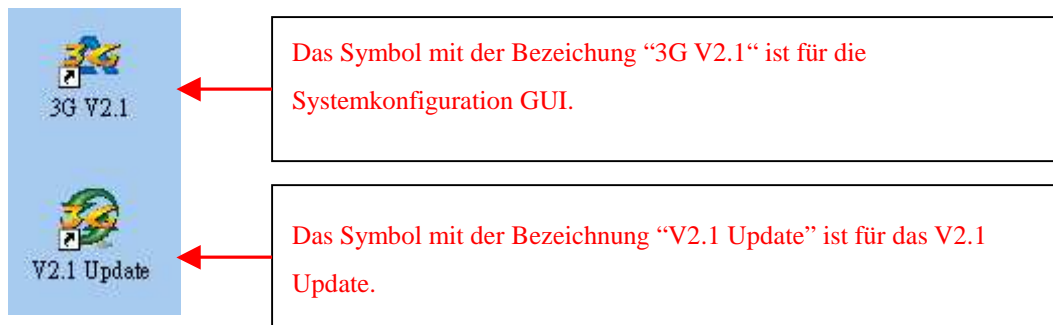 3G V2.1
Das Symbol mit der Bezeichung “3G V2.1“ ist für die
Systemkonfiguration GUI.
V2.1 Update
Das Symbol mit der Bezeichnung “V2.1 Update” ist für das V2.1
Update.